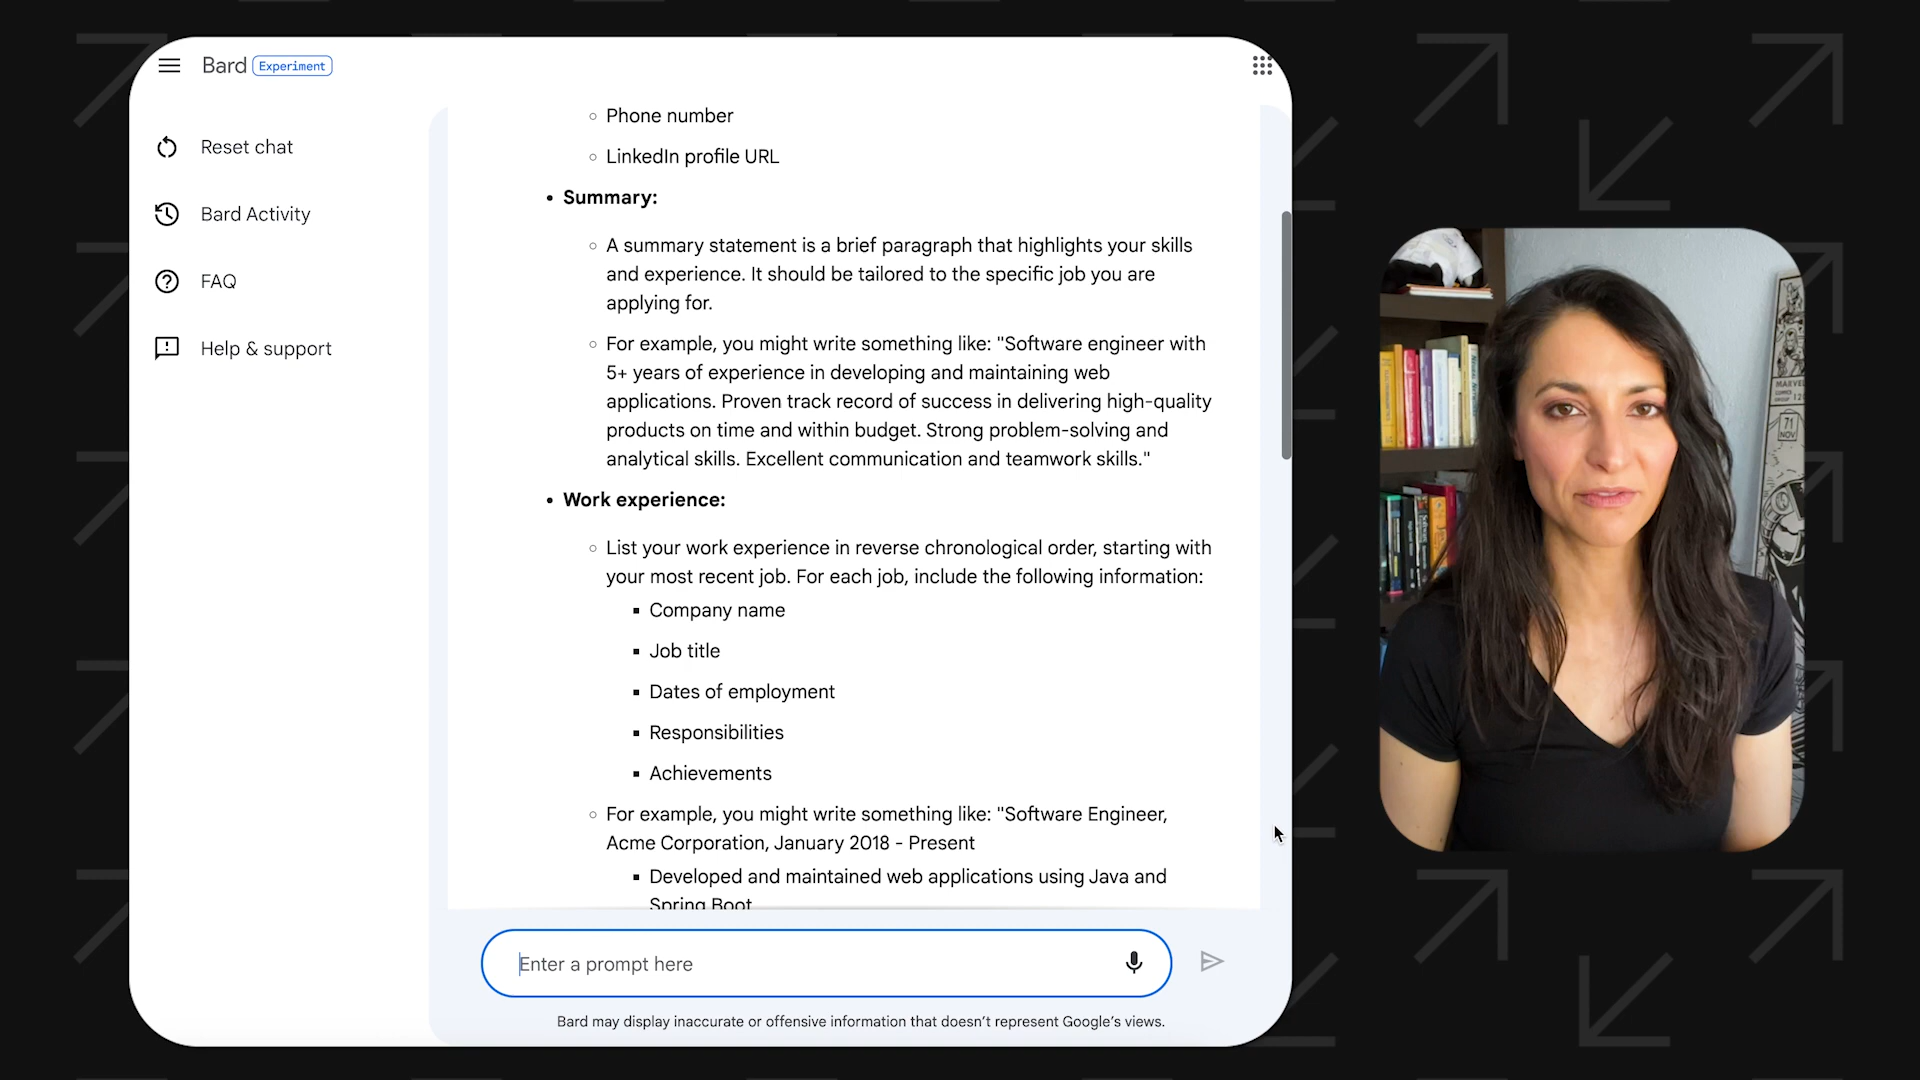 Bard Experiment
Reset chat
Bard Activity
FAQ
Help & support
Phone number
LinkedIn profile URL
Summary:
A summary statement is a brief paragraph that highlights your skills
and experience. It should be tailored to the specific job you are
applying for.
For example, you might write something like: "Software engineer with
5+ years of experience in developing and maintaining web
applications. Proven track record of success in delivering high-quality
products on time and within budget. Strong problem-solving and
analytical skills. Excellent communication and teamwork skills."
Work experience:
List your work experience in reverse chronological order, starting with
your most recent job. For each job, include the following information:
Company name
Job title
Dates of employment
Responsibilities
Achievements
For example, you might write something like: "Software Engineer,
Acme Corporation, January 2018 - Present
Developed and maintained web applications using Java and
Spring Boot
Enter a prompt here
Bard may display inaccurate or offensive information that doesn't represent Google's views.
MARVEL
71
NOV